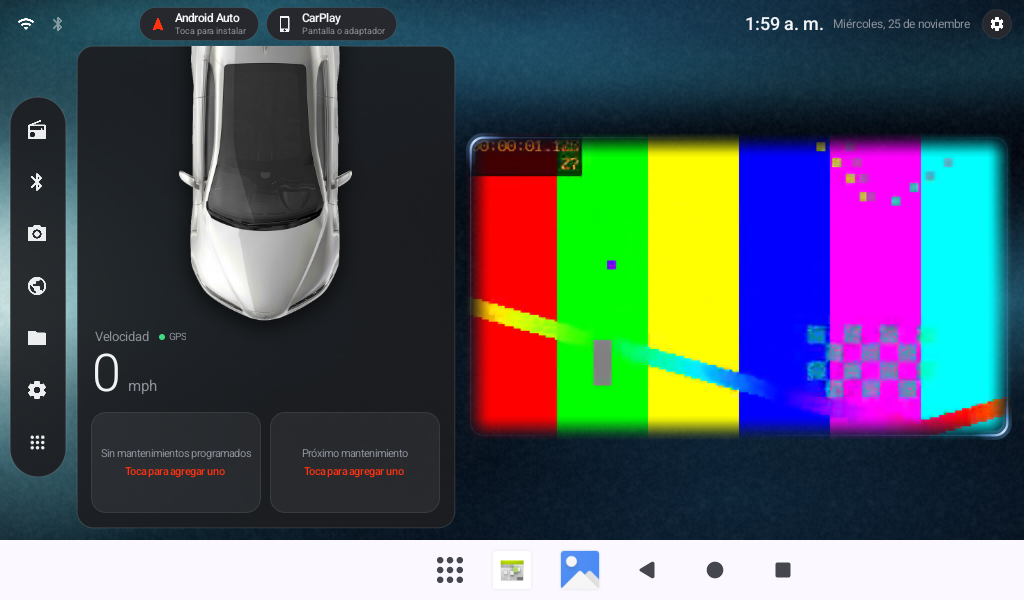 Android Auto
Toca para instalar
CarPlay
Pantalla o adaptador
1:59 a. m.
Miércoles, 25 de noviembre
27
Velocidad
GPS
0 mph
Sin mantenimientos programados
Toca para agregar uno
Próximo mantenimiento
Toca para agregar uno